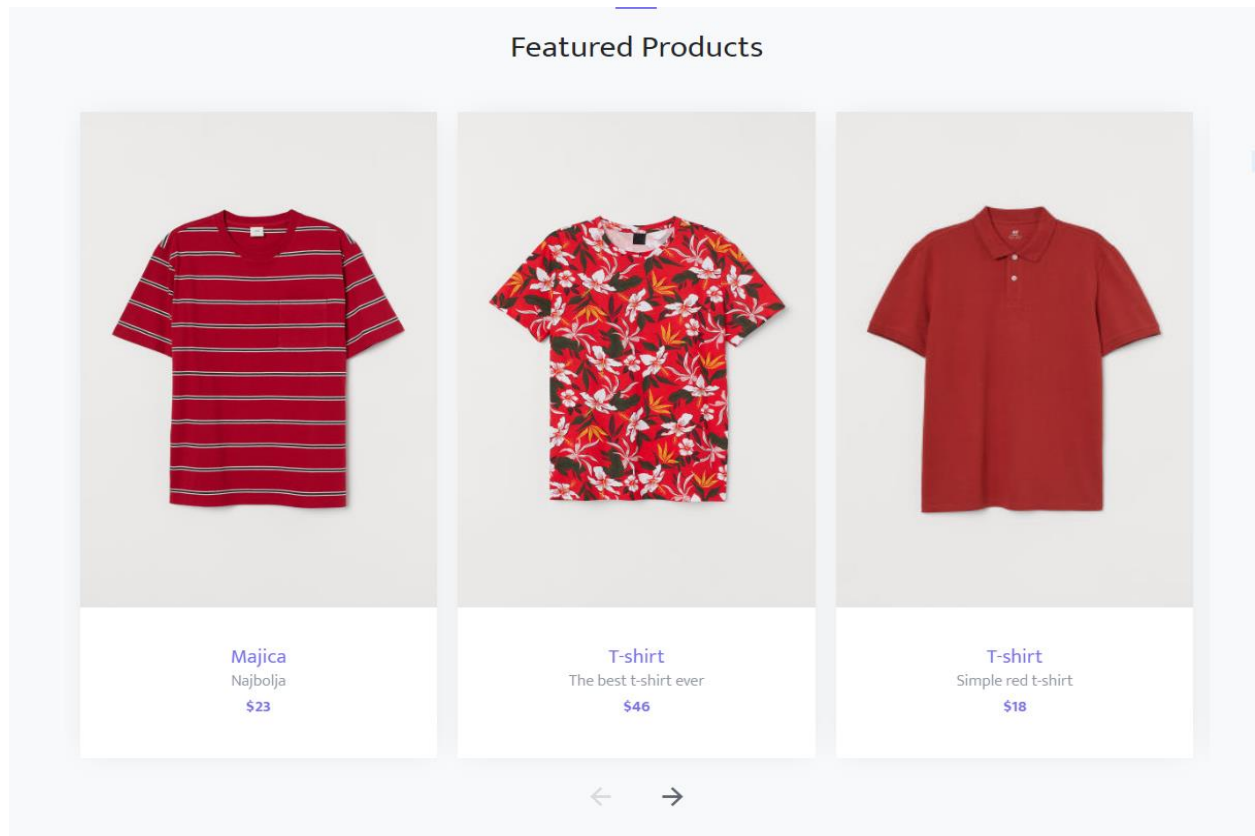 Featured Products
Majica
Najbolja
$23
T-shirt
The best t-shirt ever
$46
T-shirt
Simple red t-shirt
$18